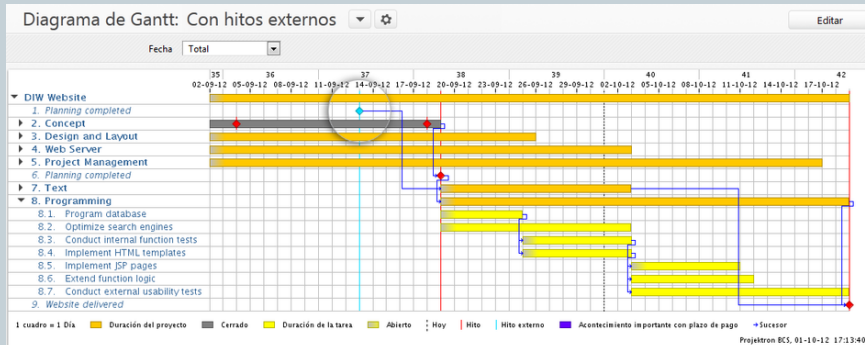 Diagrama de Gantt: Con hitos externos
Editar
Fecha Total
35 36 37 38 39 40 41 42
02-09-12 05-09-12 08-09-12 11-09-12 14-09-12 17-09-12 20-09-12 23-09-12 26-09-12 29-09-12 02-10-12 05-10-12 08-10-12 11-10-12 14-10-12 17-10-12
DIW Website
1. Planning completed
2. Concept
3. Design and Layout
4. Web Server
5. Project Management
6. Planning completed
7. Text
8. Programming
8.1. Program database
8.2. Optimize search engines
8.3. Conduct internal function tests
8.4. Implement HTML templates
8.5. Implement JSP pages
8.6. Extend function logic
8.7. Conduct external usability tests
9. Website delivered
1 cuadro = 1 Día Duración del proyecto Cerrado Duración de la tarea Abierto Hoy Hito Hito externo Acontecimiento importante con plazo de pago Sucesor
Projektron BCS, 01-10-12 17:13:46